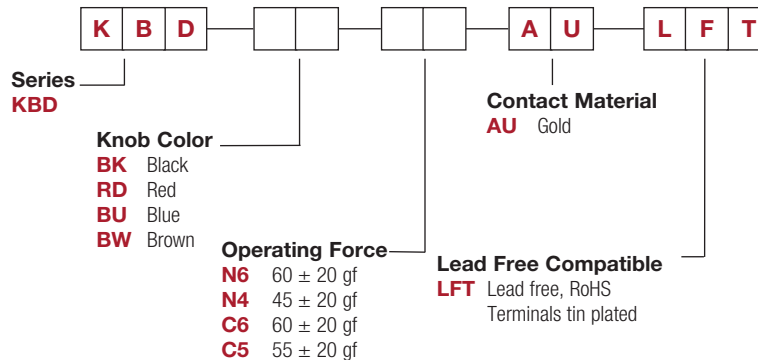 K B D A U L F T
Series
KBD
Contact Material
AU Gold
Knob Color
BK Black
RD Red
BU Blue
BW Brown
Operating Force
N6 60 ± 20 gf
N4 45 ± 20 gf
C6 60 ± 20 gf
C5 55 ± 20 gf
Lead Free Compatible
LFT Lead free, RoHS
Terminals tin plated